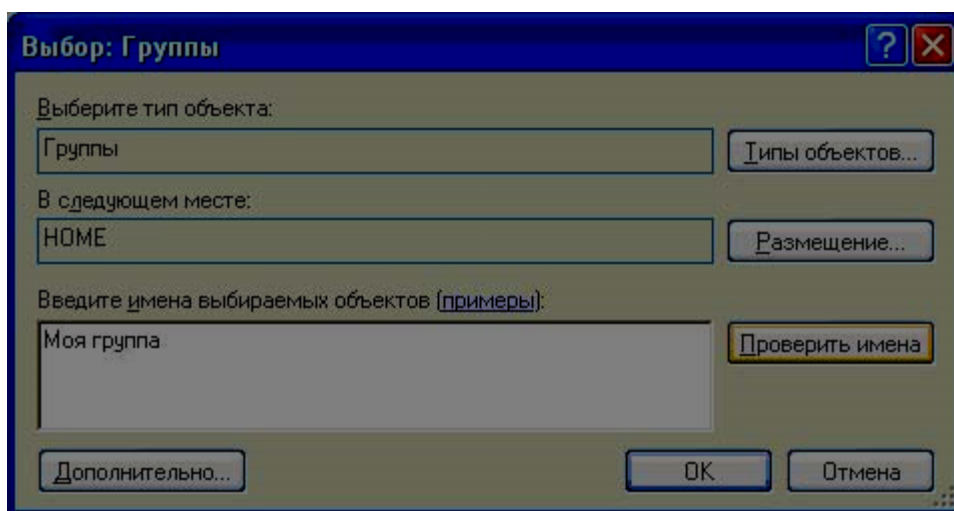 Выбор: Группы
Выберите тип объекта:
Группы
Типы объектов...
В следующем месте:
HOME
Размещение...
Введите имена выбираемых объектов (примеры):
Моя группа
Проверить имена
Дополнительно...
OK
Отмена